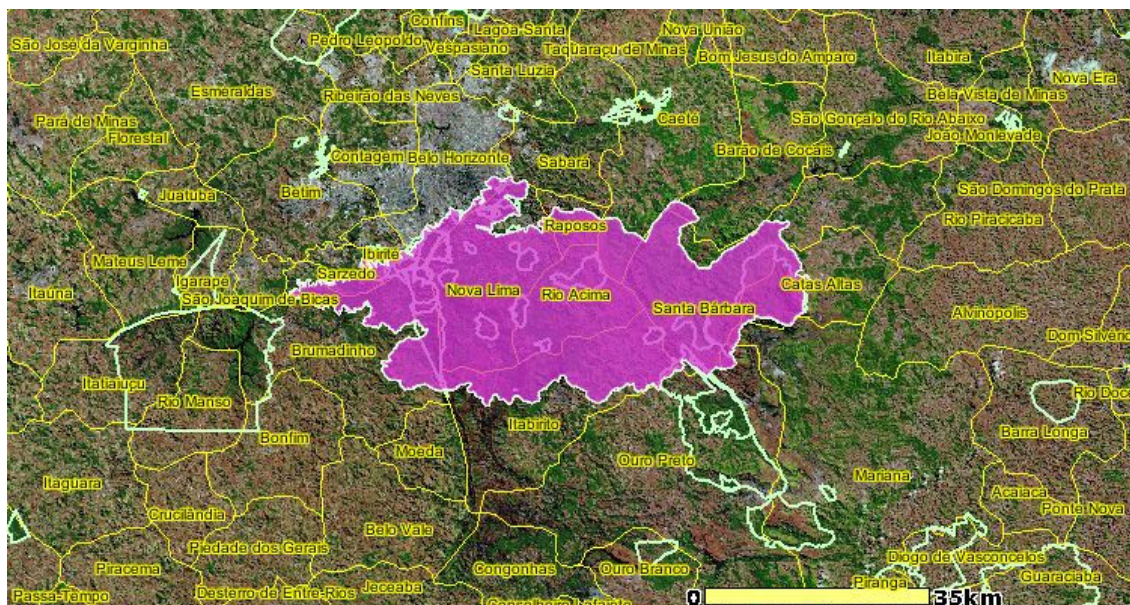 Confins
Lagoa-Santa
Nova União
São José da Varginha
Pedro Leopoldo
Vespasiano
Taquaraçu de Minas
Bom Jesus do Amparo
Itabira
Santa Luzia
Nova Era
Esmeraldas
Ribeirão das Neves
Bela Vista de Minas
Pará de Minas
Caeté
São Gonçalo do Rio Abaixo
Florestal
João Monlevade
Contagem
Belo Horizonte
Sabará
Barão de Cocais
Juatuba
Betim
São Domingos do Prata
Rio Piracicaba
Raposos
Ibirité
Mateus Leme
Sarzedo
Igarapé
Catas Altas
Itaúna
Nova Lima
Rio Acima
São Joaquim de Bicas
Santa Bárbara
Alvinópolis
Dom Silvério
Brumadinho
Itatiaiuçu
Rio Manso
Rio Doce
Itabirito
Barra Longa
Bonfim
Moeda
Ouro Preto
Mariana
Itaguara
Acaiaca
Crucilândia
Ponte Nova
Belo Vale
Piedade dos Gerais
Diogo de Vasconcelos
Piracema
Congonhas
Ouro Branco
Guaraciaba
Piranga
Passa-Tempo
Desterro de Entre-Rios
Jeceaba
Conselheiro Lafaiete
0 35km